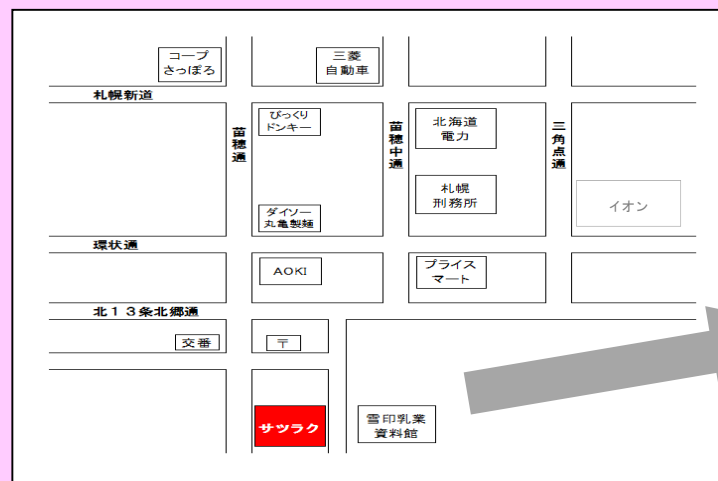 コープ
さっぽろ
三菱
自動車
札幌新道
びっくり
ドンキー
北海道
電力
苗穂通
苗穂中通
三角点通
札幌
刑務所
イオン
ダイソー
丸亀製麺
環状通
AOKI
プライス
マート
北13条北郷通
交番
〒
サツラク
雪印乳業
資料館